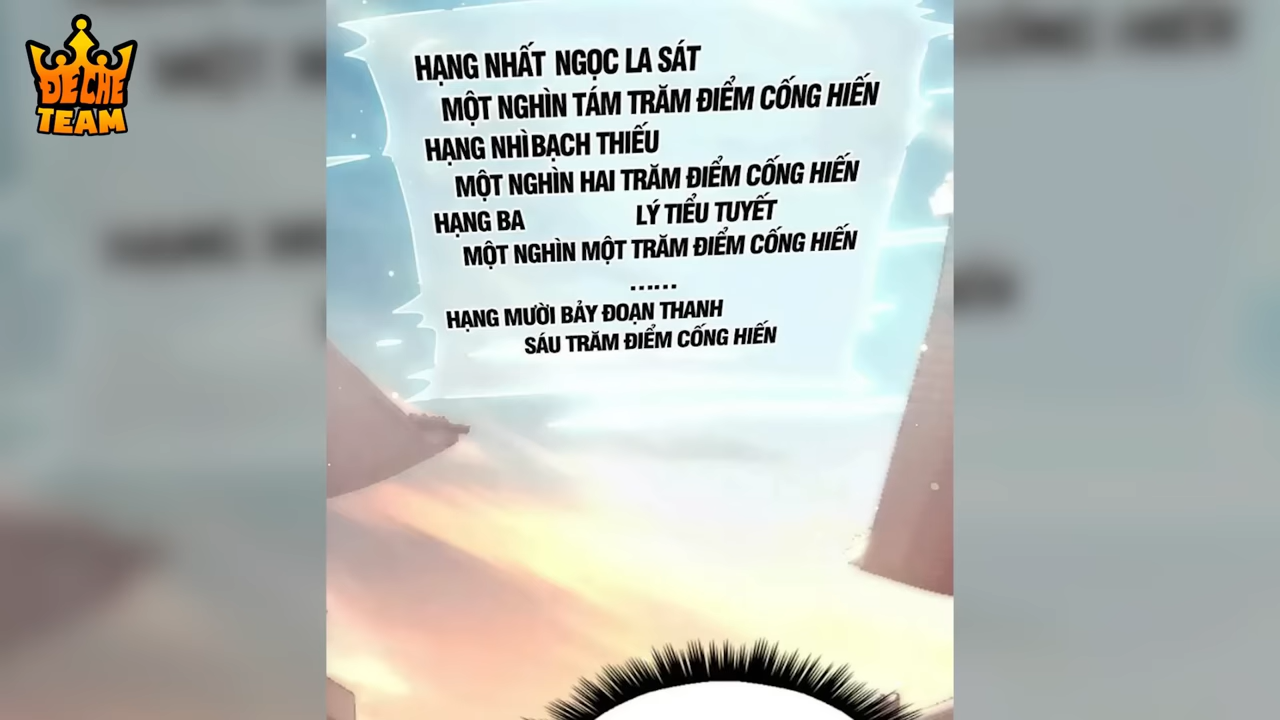 ĐẾ CHẾ
TEAM
HẠNG NHẤT NGỌC LA SÁT
MỘT NGHÌN TÁM TRĂM ĐIỂM CỐNG HIẾN
HẠNG NHÌ BẠCH THIẾU
MỘT NGHÌN HAI TRĂM ĐIỂM CỐNG HIẾN
HẠNG BA LÝ TIỂU TUYẾT
MỘT NGHÌN MỘT TRĂM ĐIỂM CỐNG HIẾN
......
HẠNG MƯỜI BẢY ĐOẠN THANH
SÁU TRĂM ĐIỂM CỐNG HIẾN